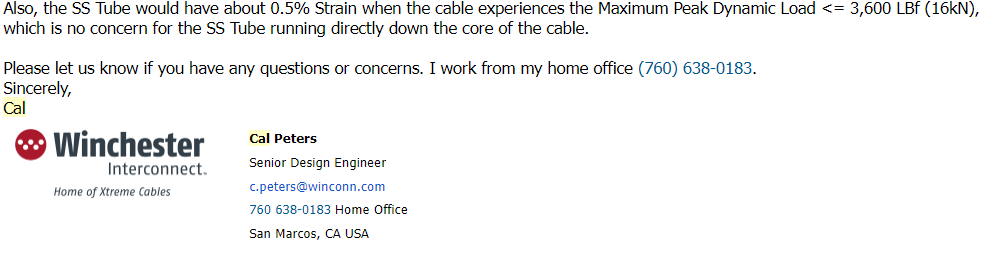 Also, the SS Tube would have about 0.5% Strain when the cable experiences the Maximum Peak Dynamic Load <= 3,600 LBf (16kN),
which is no concern for the SS Tube running directly down the core of the cable.
Please let us know if you have any questions or concerns. I work from my home office (760) 638-0183.
Sincerely,
Cal
Winchester
Interconnect.
Home of Xtreme Cables
Cal Peters
Senior Design Engineer
c.peters@winconn.com
760 638-0183 Home Office
San Marcos, CA USA